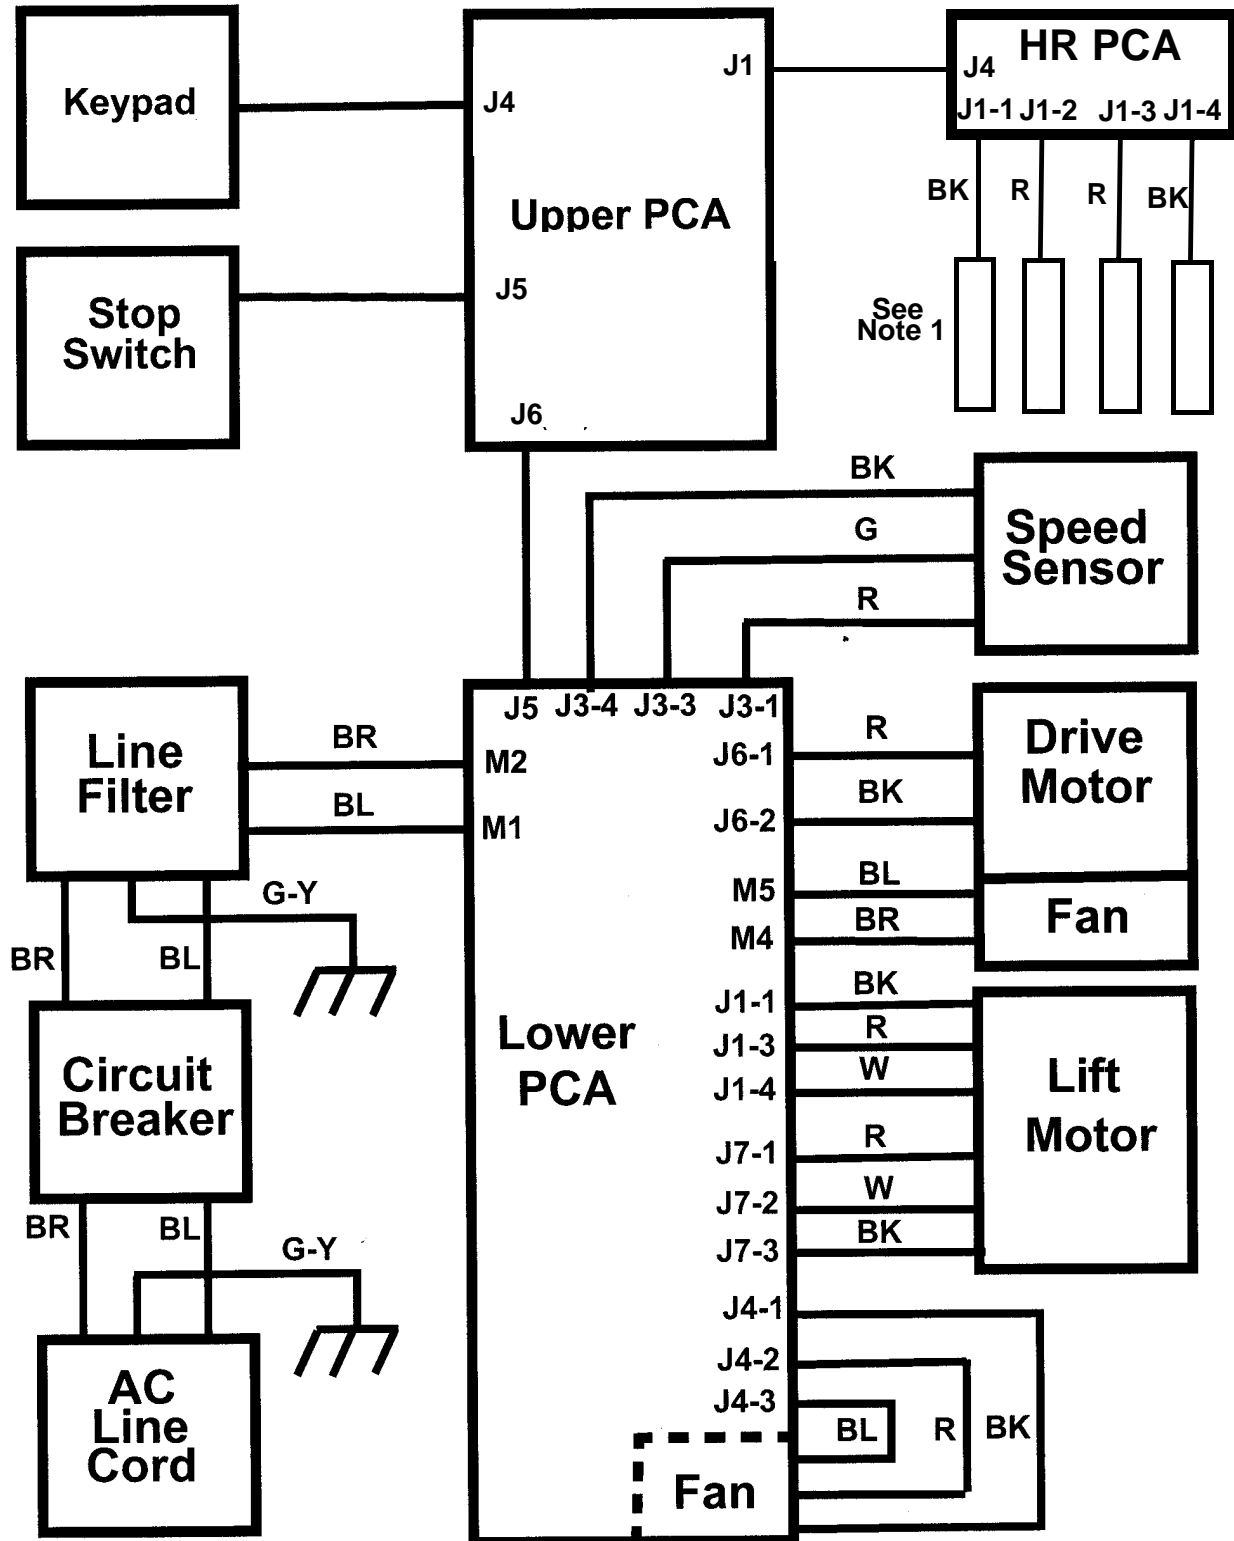 Keypad
J4
J1
Upper PCA
HR PCA
J4
J1-1 J1-2 J1-3 J1-4
BK
R
R
BK
See
Note 1
Stop
Switch
J5
J6
BK
G
R
Speed
Sensor
Line
Filter
BR
BL
M2
M1
J5 J3-4 J3-3 J3-1
J6-1
R
J6-2
BK
Drive
Motor
M5
BL
M4
BR
Fan
G-Y
BR
BL
Circuit
Breaker
BR
BL
G-Y
AC
Line
Cord
Lower
PCA
J1-1
BK
J1-3
R
J1-4
W
J7-1
R
J7-2
W
J7-3
BK
Lift
Motor
J4-1
J4-2
J4-3
BL
R
BK
Fan